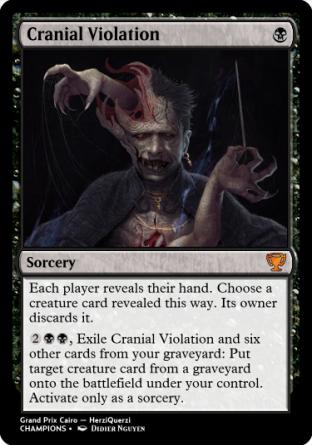 Cranial Violation
Sorcery
Each player reveals their hand. Choose a
creature card revealed this way. Its owner
discards it.
2, Exile Cranial Violation and six
other cards from your graveyard: Put
target creature card from a graveyard
onto the battlefield under your control.
Activate only as a sorcery.
Grand Prix Cairo — HerziQuerzi
CHAMPIONS • Didier Nguyen